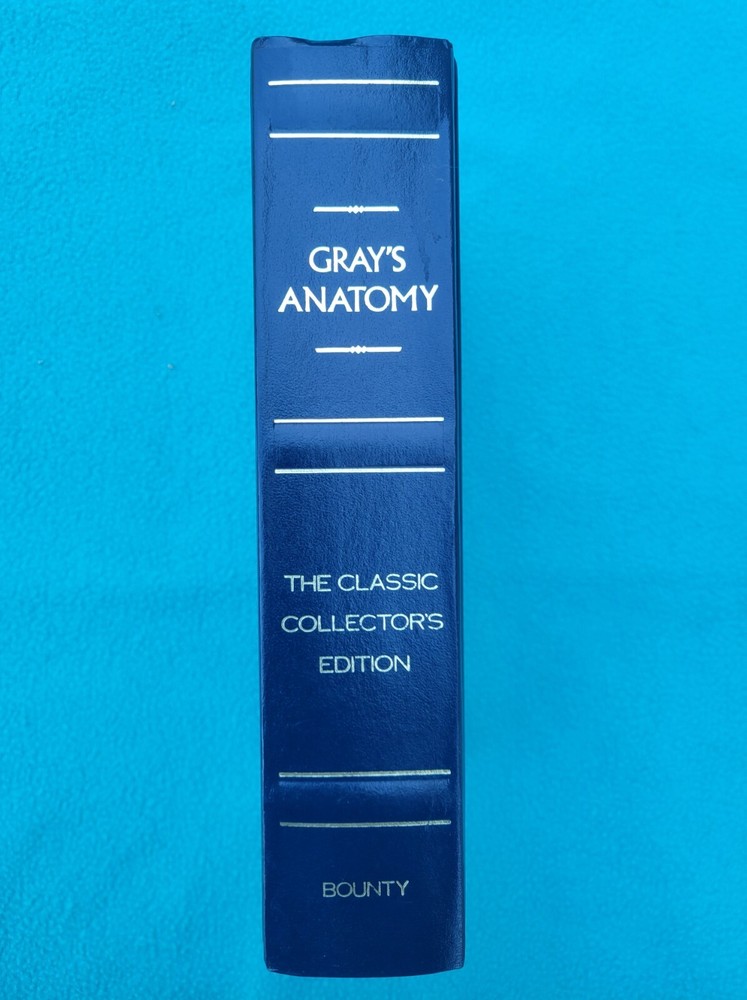 GRAY'S
ANATOMY
THE CLASSIC
COLLECTOR'S
EDITION
BOUNTY